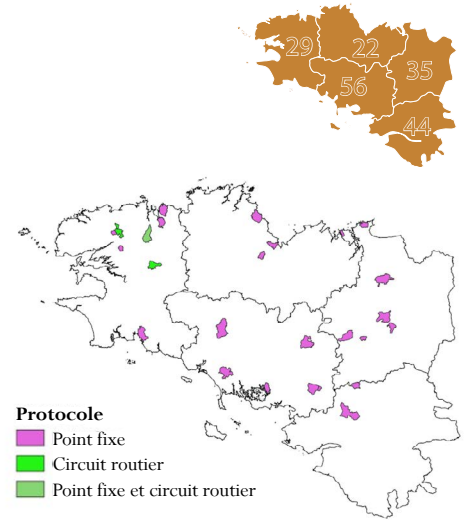 29
22
35
56
44
Protocole
Point fixe
Circuit routier
Point fixe et circuit routier